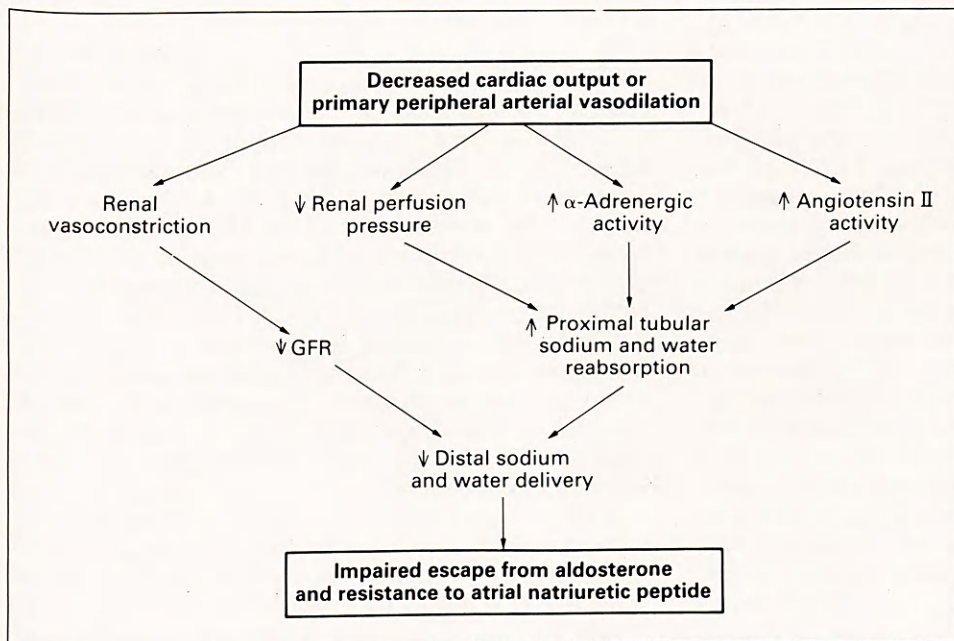 Decreased cardiac output or
primary peripheral arterial vasodilation
Renal
vasoconstriction
↓ Renal perfusion
pressure
↑ α-Adrenergic
activity
↑ Angiotensin II
activity
↓ GFR
↑ Proximal tubular
sodium and water
reabsorption
↓ Distal sodium
and water delivery
Impaired escape from aldosterone
and resistance to atrial natriuretic peptide